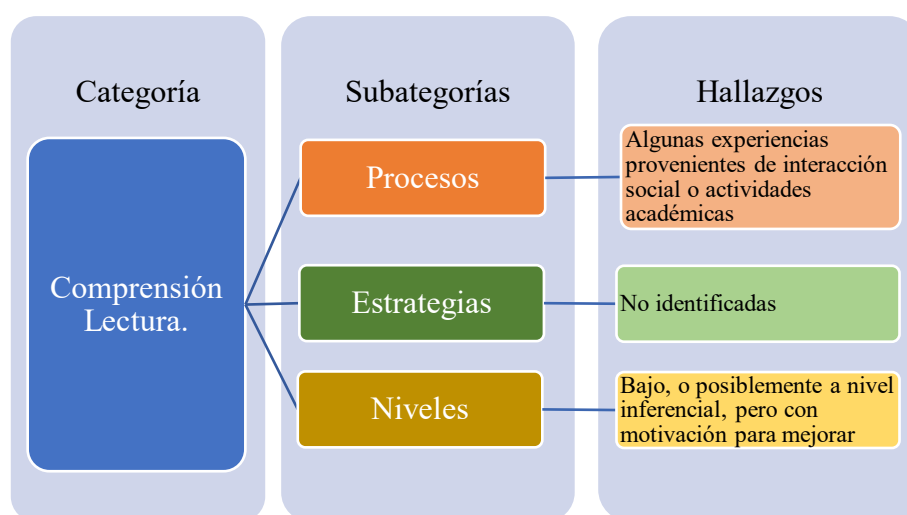 Categoría
Subategorías
Hallazgos
Comprensión
Lectura.
Procesos
Algunas experiencias
provenientes de interacción
social o actividades
académicas
Estrategias
No identificadas
Niveles
Bajo, o posiblemente a nivel
inferencial, pero con
motivación para mejorar